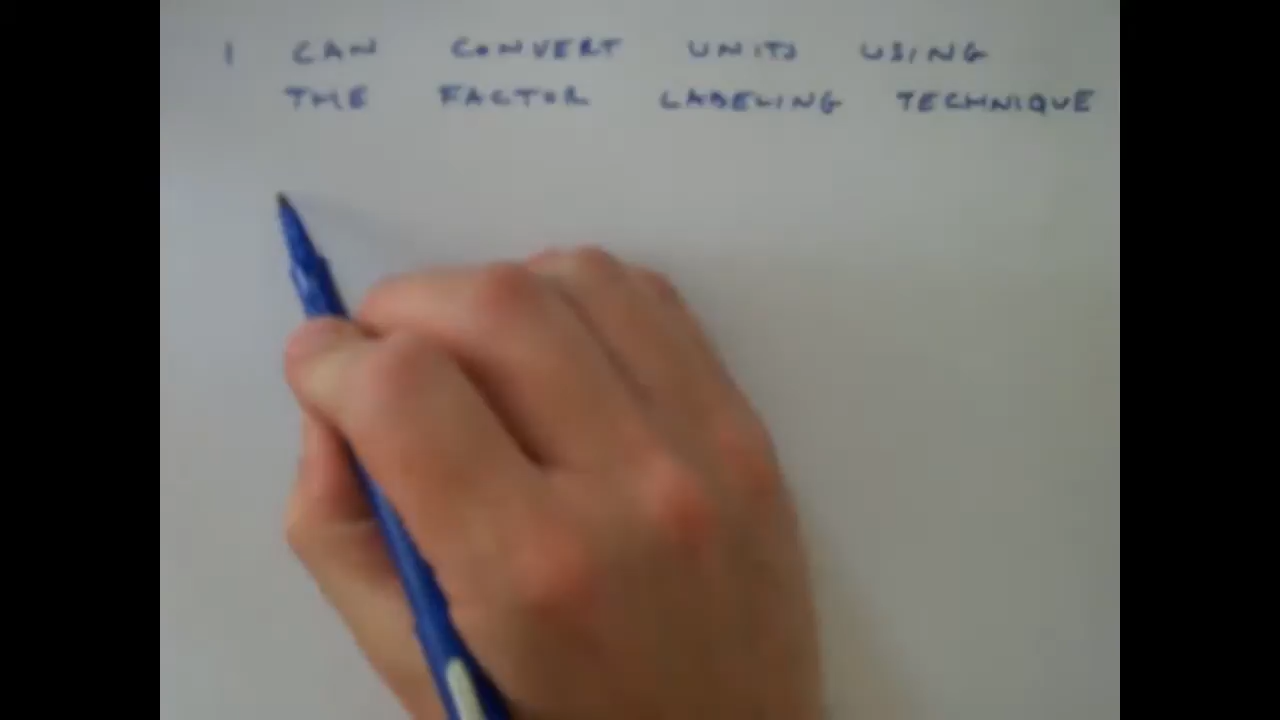 I CAN CONVERT UNITS USING
THE FACTOR LABELING TECHNIQUE